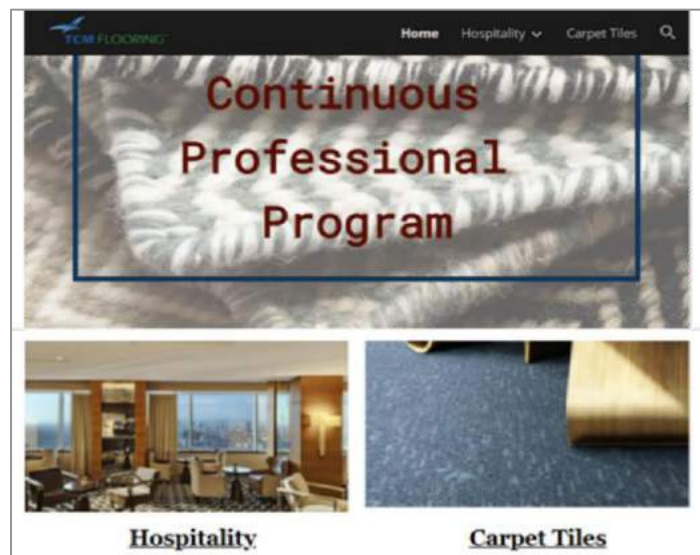 TCM FLOORING
Home Hospitality Carpet Tiles
Continuous
Professional
Program
Hospitality Carpet Tiles